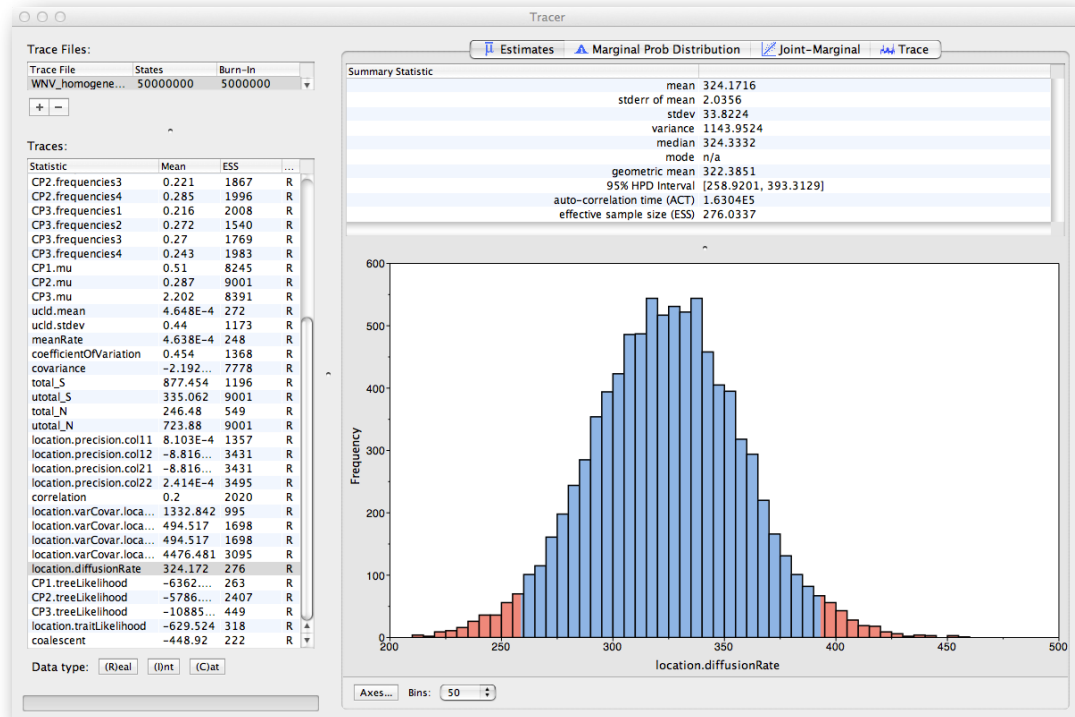 Tracer
Trace Files:
Trace File States Burn-In
WNV_homogene... 50000000 5000000
+ −
Traces:
Statistic Mean ESS ...
CP2.frequencies3 0.221 1867 R
CP2.frequencies4 0.285 1996 R
CP3.frequencies1 0.216 2008 R
CP3.frequencies2 0.272 1540 R
CP3.frequencies3 0.27 1769 R
CP3.frequencies4 0.243 1983 R
CP1.mu 0.51 8245 R
CP2.mu 0.287 9001 R
CP3.mu 2.202 8391 R
ucld.mean 4.648E-4 272 R
ucld.stdev 0.44 1173 R
meanRate 4.638E-4 248 R
coefficientOfVariation 0.454 1368 R
covariance -2.192... 7778 R
total_S 877.454 1196 R
utotal_S 335.062 9001 R
total_N 246.48 549 R
utotal_N 723.88 9001 R
location.precision.col11 8.103E-4 1357 R
location.precision.col12 -8.816... 3431 R
location.precision.col21 -8.816... 3431 R
location.precision.col22 2.414E-4 3495 R
correlation 0.2 2020 R
location.varCovar.loca... 1332.842 995 R
location.varCovar.loca... 494.517 1698 R
location.varCovar.loca... 494.517 1698 R
location.varCovar.loca... 4476.481 3095 R
location.diffusionRate 324.172 276 R
CP1.treeLikelihood -6362.... 263 R
CP2.treeLikelihood -5786.... 2407 R
CP3.treeLikelihood -10885... 449 R
location.traitLikelihood -629.524 318 R
coalescent -448.92 222 R
Data type: (R)eal (I)nt (C)at
Estimates Marginal Prob Distribution Joint-Marginal Trace
Summary Statistic
mean 324.1716
stderr of mean 2.0356
stdev 33.8224
variance 1143.9524
median 324.3332
mode n/a
geometric mean 322.3851
95% HPD Interval [258.9201, 393.3129]
auto-correlation time (ACT) 1.6304E5
effective sample size (ESS) 276.0337
600
500
400
300
200
100
0
Frequency
200 250 300 350 400 450 500
location.diffusionRate
Axes... Bins: 50